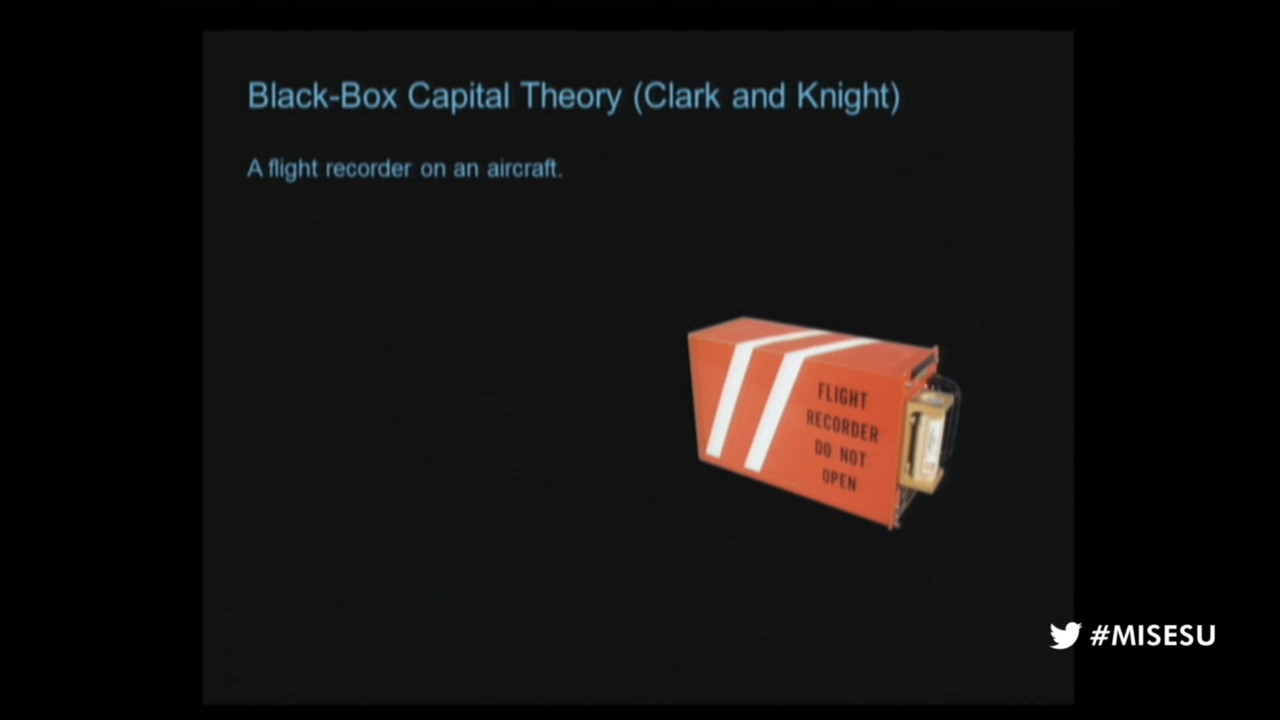 Black-Box Capital Theory (Clark and Knight)
A flight recorder on an aircraft.
FLIGHT
RECORDER
DO NOT
OPEN
#MISESU